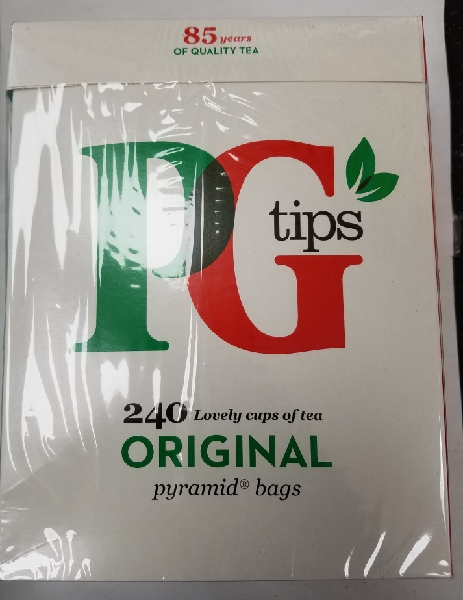 85 years
OF QUALITY TEA
PG
tips
240 Lovely cups of tea
ORIGINAL
pyramid® bags